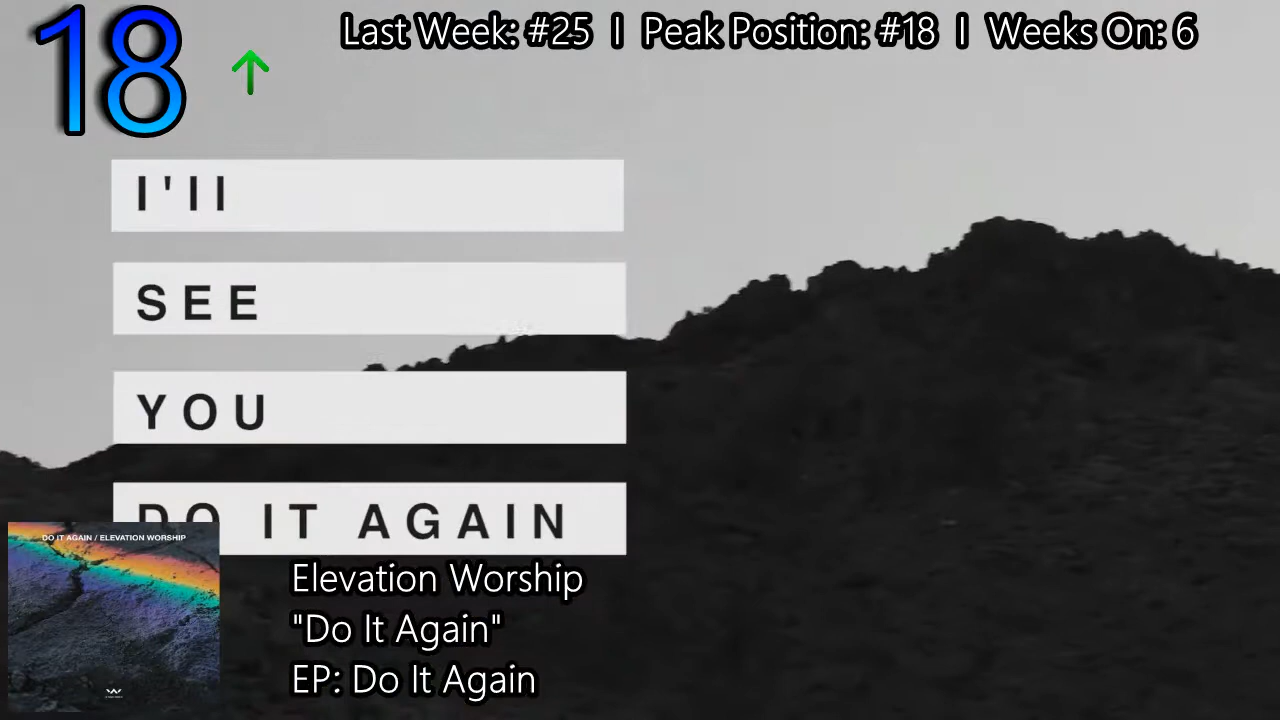 18
Last Week: #25 I Peak Position: #18 I Weeks On: 6
I'll
SEE
YOU
DO IT AGAIN
DO IT AGAIN / ELEVATION WORSHIP
Elevation Worship
"Do It Again"
EP: Do It Again